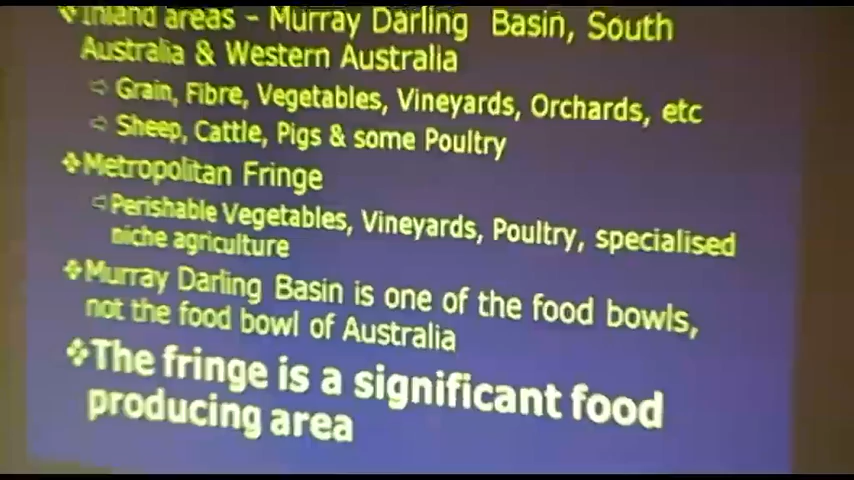 Inland areas - Murray Darling Basin, South
Australia & Western Australia
Grain, Fibre, Vegetables, Vineyards, Orchards, etc
Sheep, Cattle, Pigs & some Poultry
Metropolitan Fringe
Perishable Vegetables, Vineyards, Poultry, specialised
niche agriculture
Murray Darling Basin is one of the food bowls,
not the food bowl of Australia
The fringe is a significant food
producing area